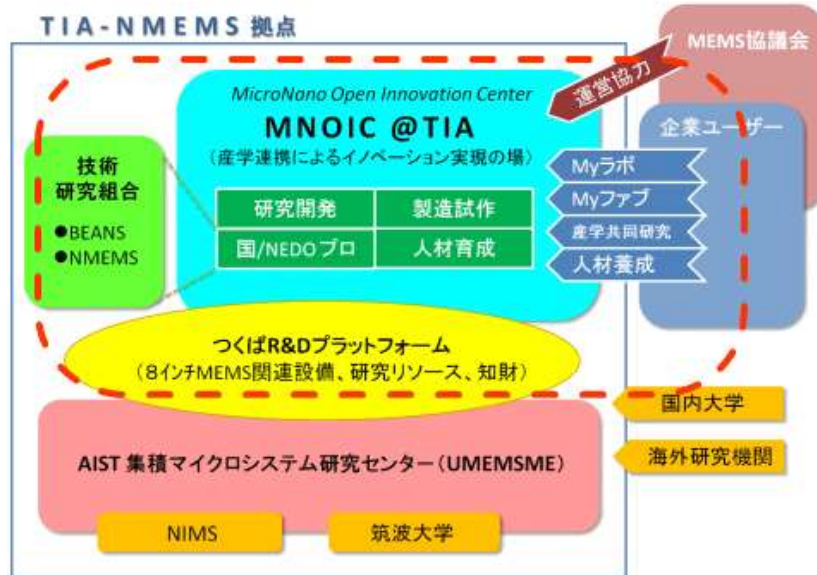 TIA-NMEMS 拠点
MEMS協議会
運営協力
MicroNano Open Innovation Center
MNOIC @TIA
(産学連携によるイノベーション実現の場)
企業ユーザー
技術
研究組合
●BEANS
●NMEMS
研究開発
製造試作
国/NEDOプロ
人材育成
Myラボ
Myファブ
産学共同研究
人材養成
つくばR&Dプラットフォーム
(8インチMEMS関連設備、研究リソース、知財)
国内大学
海外研究機関
AIST 集積マイクロシステム研究センター(UMEMSME)
NIMS
筑波大学